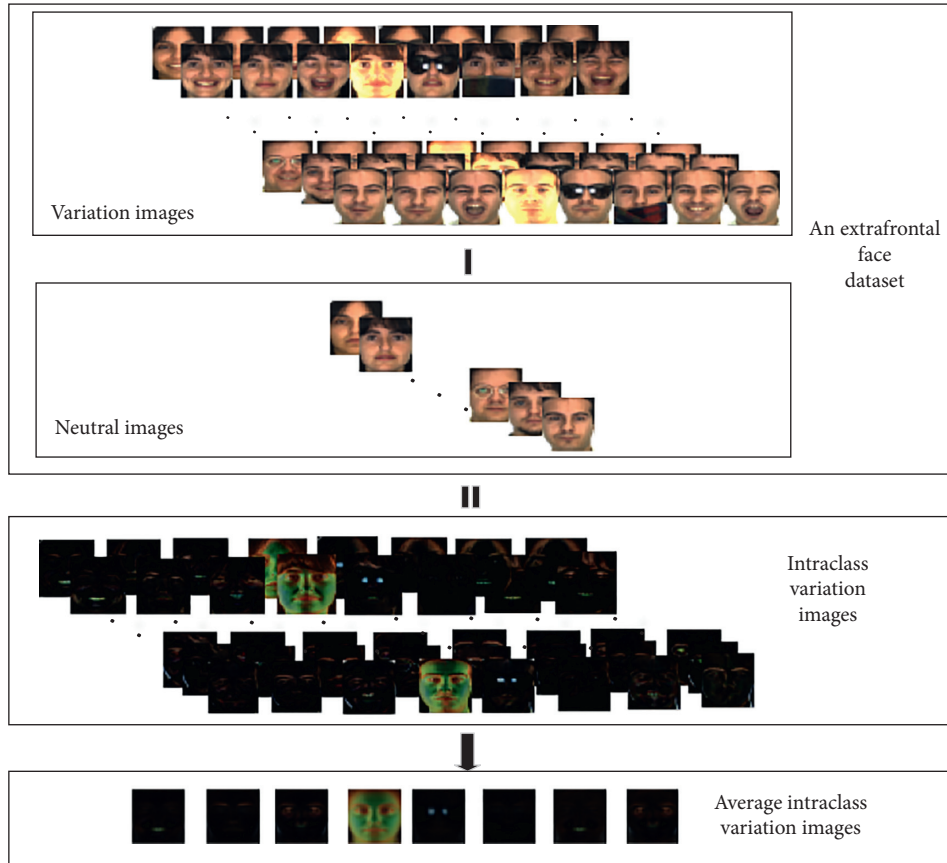 Variation images
An extrafrontal
face
dataset
Neutral images
Intraclass
variation
images
Average intraclass
variation images